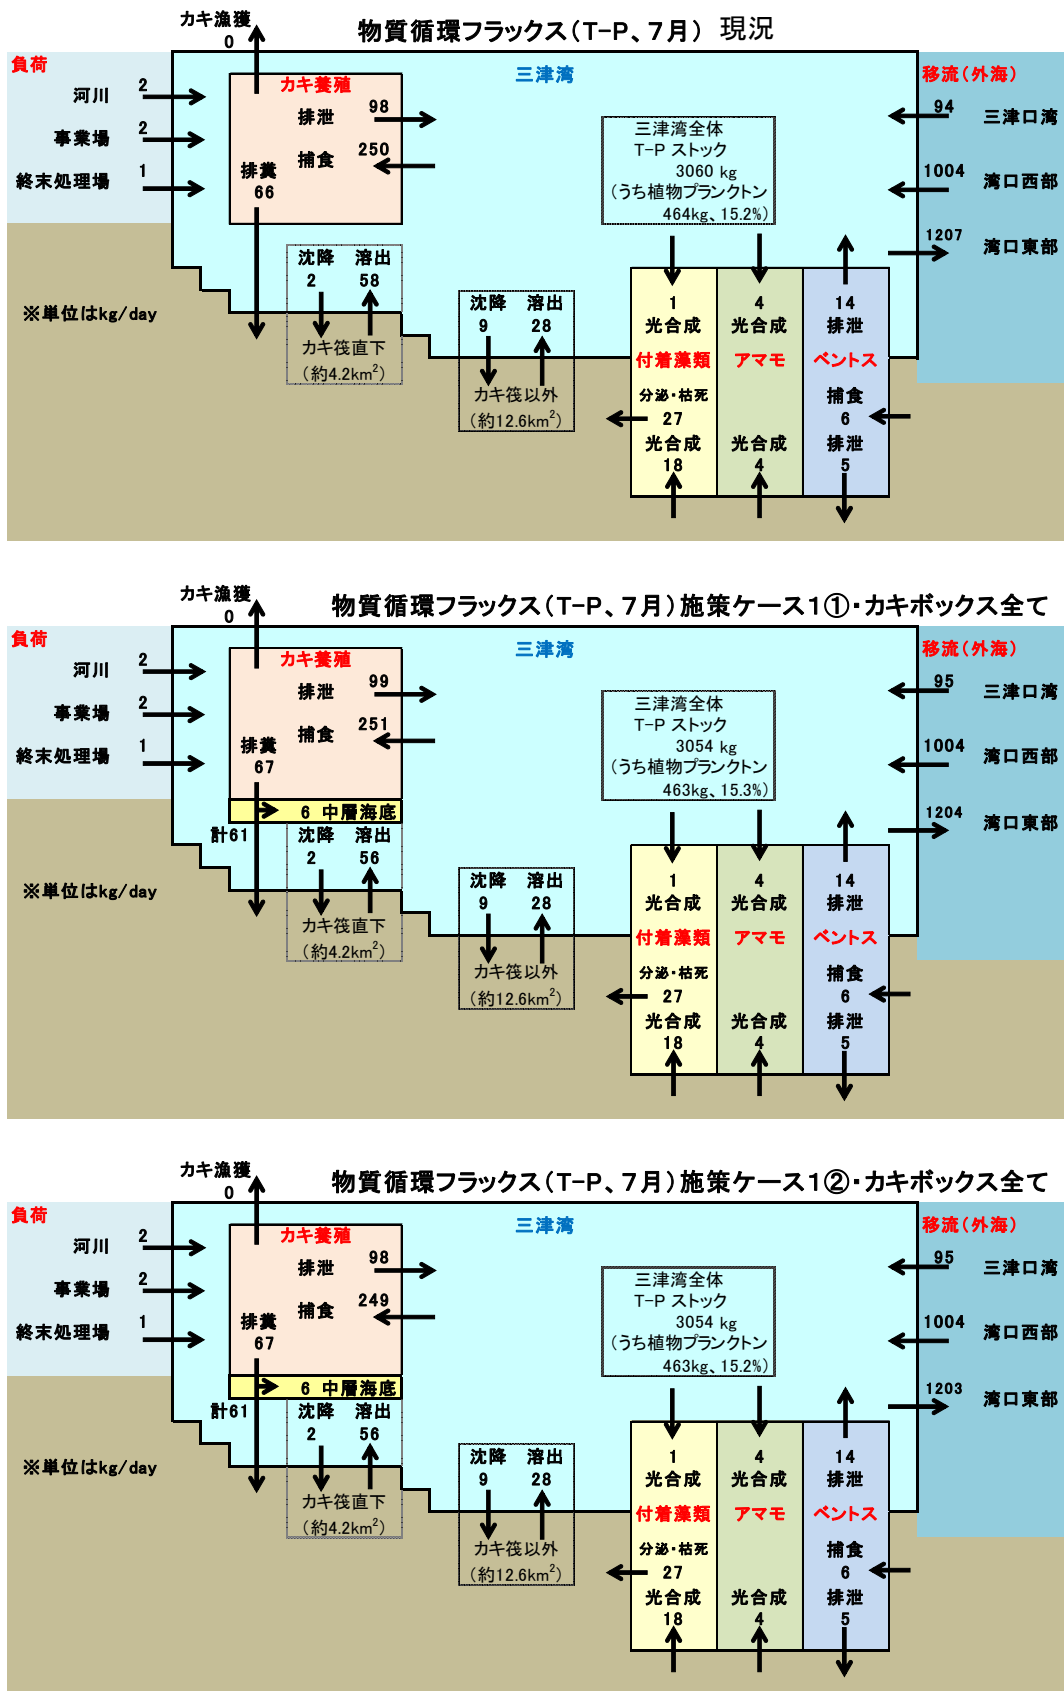 物質循環フラックス(T-P、7月) 現況
カキ漁獲
0
負荷
河川 2
事業場 2
終末処理場 1
カキ養殖
排泄 98
捕食 250
排糞
66
三津湾
三津湾全体
T-P ストック
3060 kg
(うち植物プランクトン
464kg、15.2%)
移流(外海)
94 三津口湾
1004 湾口西部
1207 湾口東部
※単位はkg/day
沈降 溶出
2 58
カキ筏直下
(約4.2km²)
沈降 溶出
9 28
カキ筏以外
(約12.6km²)
1 4 14
光合成 光合成 排泄
付着藻類 アマモ ベントス
分泌・枯死 捕食
27 6
光合成 光合成 排泄
18 4 5
物質循環フラックス(T-P、7月)施策ケース1①・カキボックス全て
カキ漁獲
0
負荷
河川 2
事業場 2
終末処理場 1
カキ養殖
排泄 99
捕食 251
排糞
67
6 中層海底
計61
三津湾
三津湾全体
T-P ストック
3054 kg
(うち植物プランクトン
463kg、15.3%)
移流(外海)
95 三津口湾
1004 湾口西部
1204 湾口東部
※単位はkg/day
沈降 溶出
2 56
カキ筏直下
(約4.2km²)
沈降 溶出
9 28
カキ筏以外
(約12.6km²)
1 4 14
光合成 光合成 排泄
付着藻類 アマモ ベントス
分泌・枯死 捕食
27 6
光合成 光合成 排泄
18 4 5
物質循環フラックス(T-P、7月)施策ケース1②・カキボックス全て
カキ漁獲
0
負荷
河川 2
事業場 2
終末処理場 1
カキ養殖
排泄 98
捕食 249
排糞
67
6 中層海底
計61
三津湾
三津湾全体
T-P ストック
3054 kg
(うち植物プランクトン
463kg、15.2%)
移流(外海)
95 三津口湾
1004 湾口西部
1203 湾口東部
※単位はkg/day
沈降 溶出
2 56
カキ筏直下
(約4.2km²)
沈降 溶出
9 28
カキ筏以外
(約12.6km²)
1 4 14
光合成 光合成 排泄
付着藻類 アマモ ベントス
分泌・枯死 捕食
27 6
光合成 光合成 排泄
18 4 5